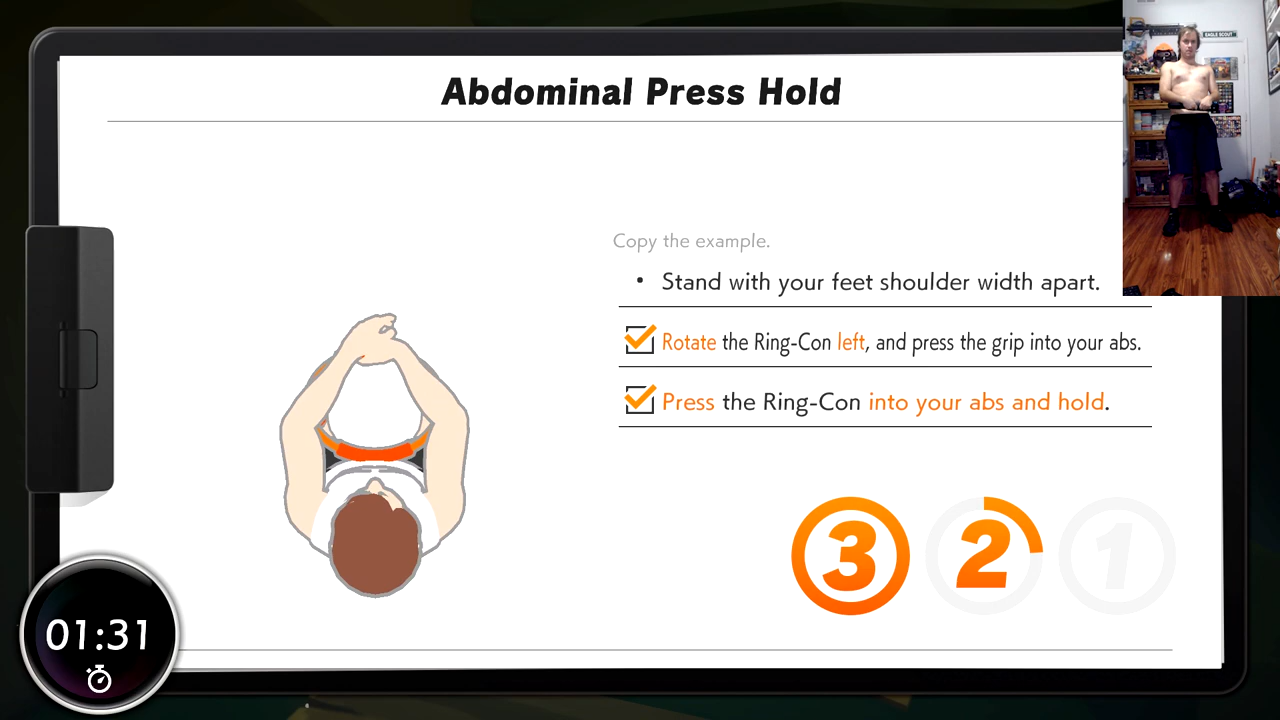 Abdominal Press Hold
EAGLE SCOUT
Copy the example.
• Stand with your feet shoulder width apart.
Rotate the Ring-Con left, and press the grip into your abs.
Press the Ring-Con into your abs and hold.
3 2 1
01:31